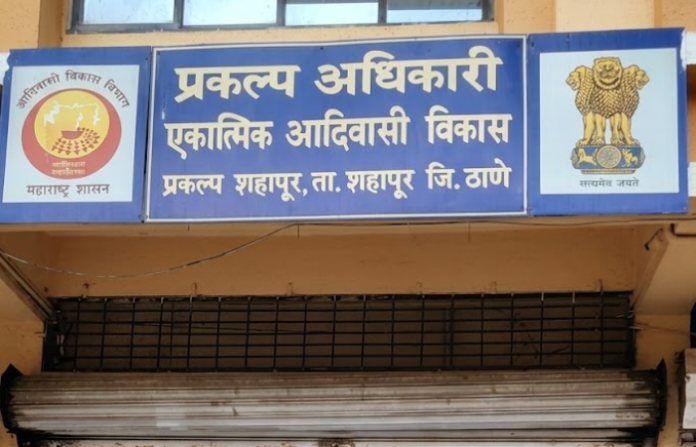 आदिवासी विकास विभाग
महाराष्ट्र शासन
प्रकल्प अधिकारी
एकात्मिक आदिवासी विकास
प्रकल्प शहापूर, ता. शहापूर जि. ठाणे
सत्यमेव जयते